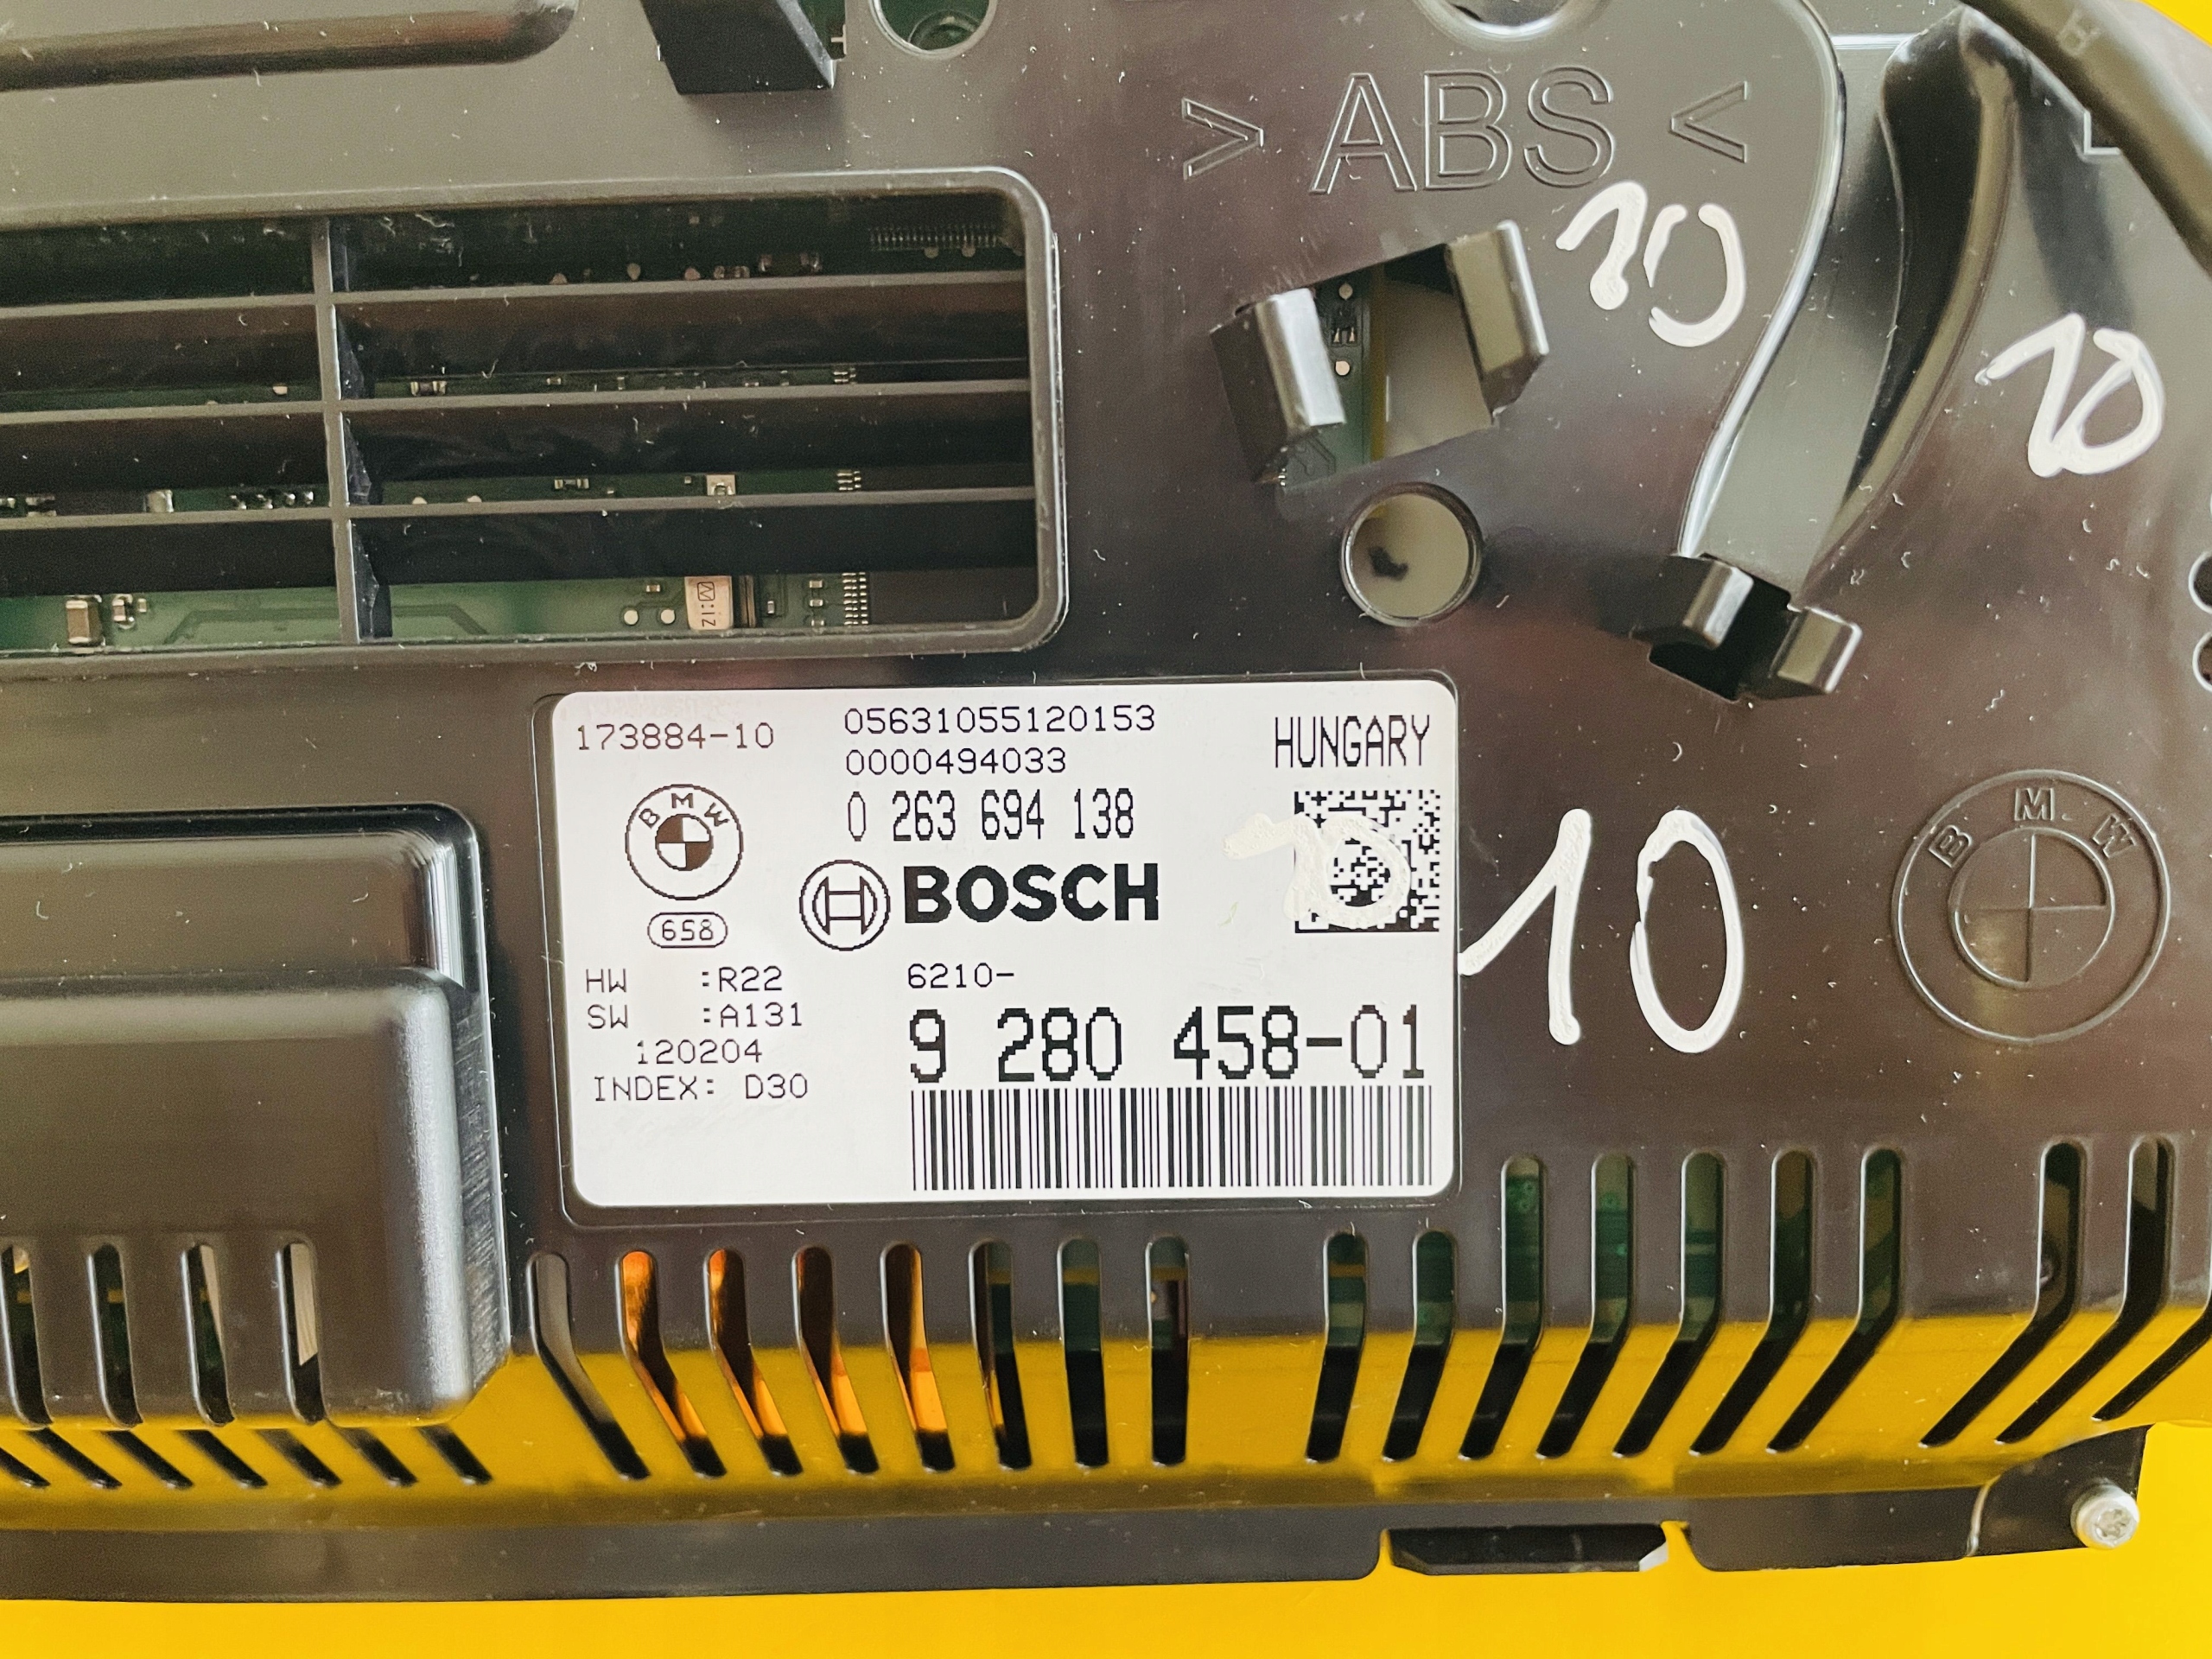 > ABS <
10
10
173884-10
05631055120153
0000494033
HUNGARY
0 263 694 138
BMW
BOSCH
10
658
10
BMW
HW :R22
SW :A131
120204
INDEX: D30
6210-
9 280 458-01